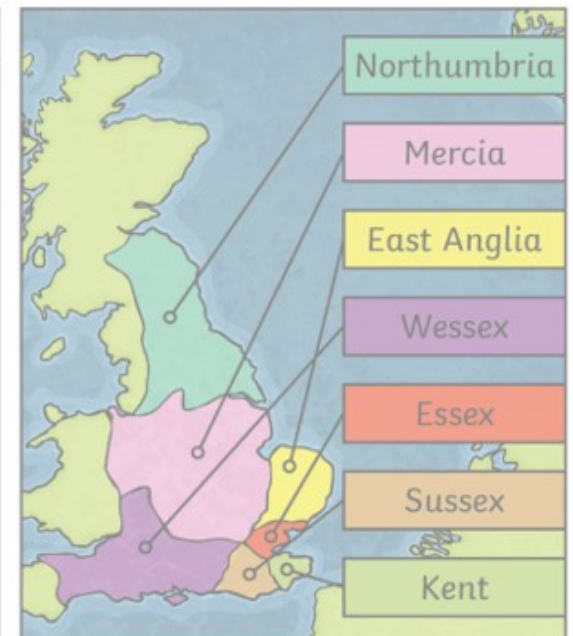 Northumbria
Mercia
East Anglia
Wessex
Essex
Sussex
Kent